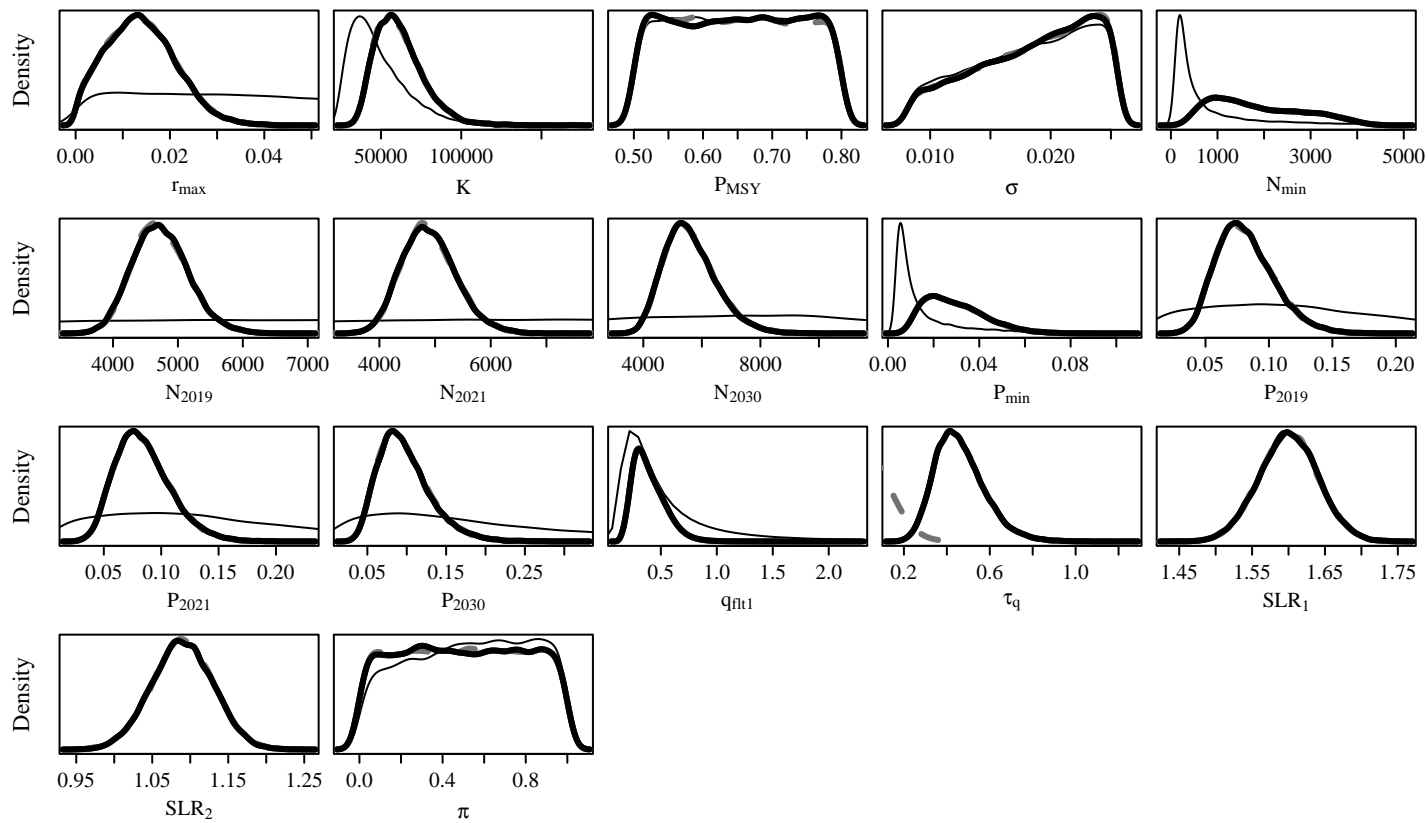 Density
0.00 0.02 0.04
r_max
50000 100000
K
0.50 0.60 0.70 0.80
P_MSY
0.010 0.020
σ
0 1000 3000 5000
N_min
Density
4000 5000 6000 7000
N_2019
4000 6000
N_2021
4000 8000
N_2030
0.00 0.04 0.08
P_min
0.05 0.10 0.15 0.20
P_2019
Density
0.05 0.10 0.15 0.20
P_2021
0.05 0.15 0.25
P_2030
0.5 1.0 1.5 2.0
q_flt1
0.2 0.6 1.0
τ_q
1.45 1.55 1.65 1.75
SLR_1
Density
0.95 1.05 1.15 1.25
SLR_2
0.0 0.4 0.8
π